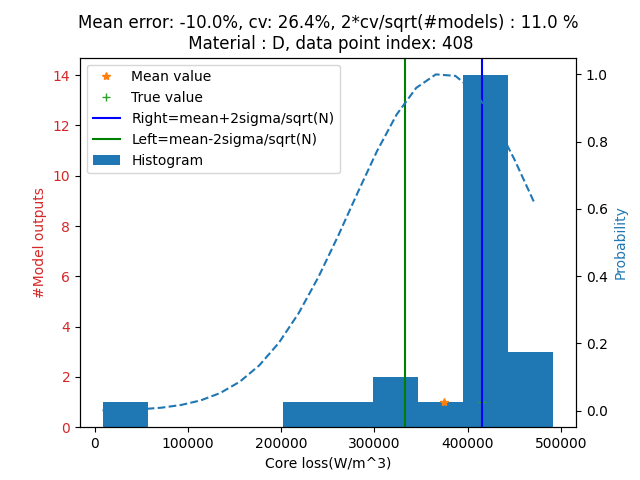 Mean error: -10.0%, cv: 26.4%, 2*cv/sqrt(#models) : 11.0 %
Material : D, data point index: 408
Mean value
True value
Right=mean+2sigma/sqrt(N)
Left=mean-2sigma/sqrt(N)
Histogram
#Model outputs
14
12
10
8
6
4
2
0
1.0
0.8
0.6
0.4
0.2
0.0
Probability
0 100000 200000 300000 400000 500000
Core loss(W/m^3)